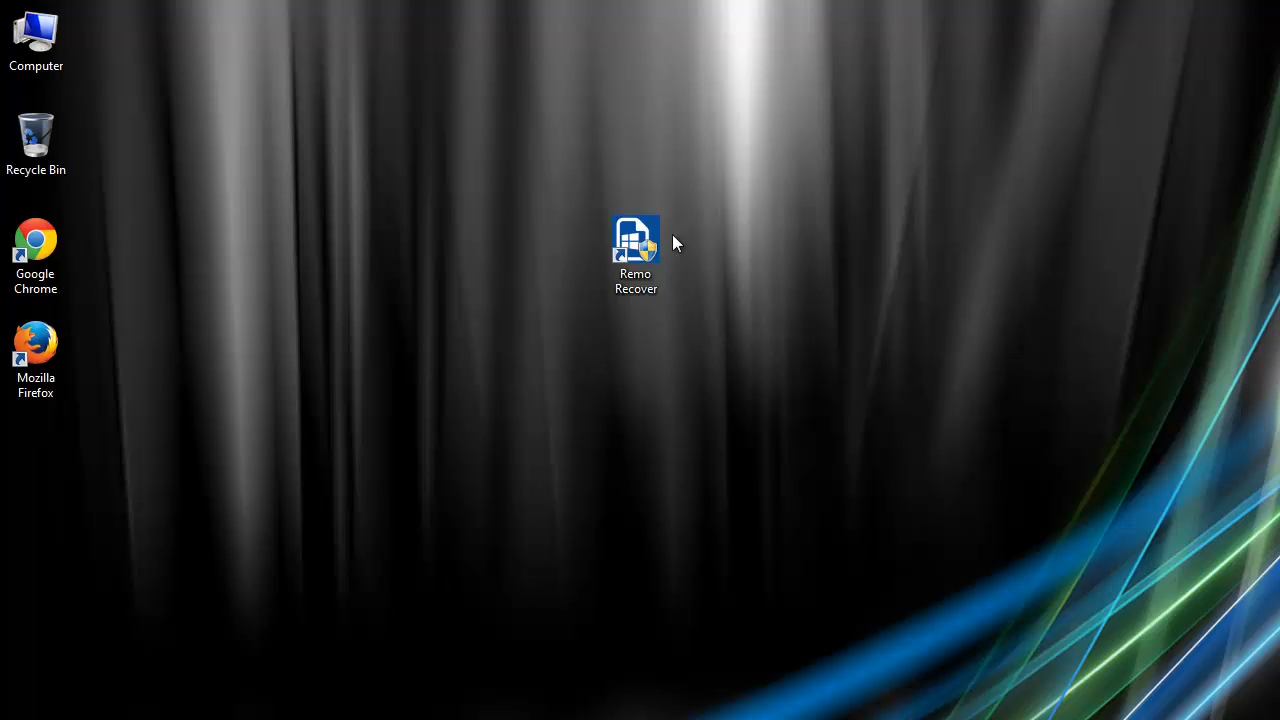 Computer
Recycle Bin
Google
Chrome
Mozilla
Firefox
Remo
Recover